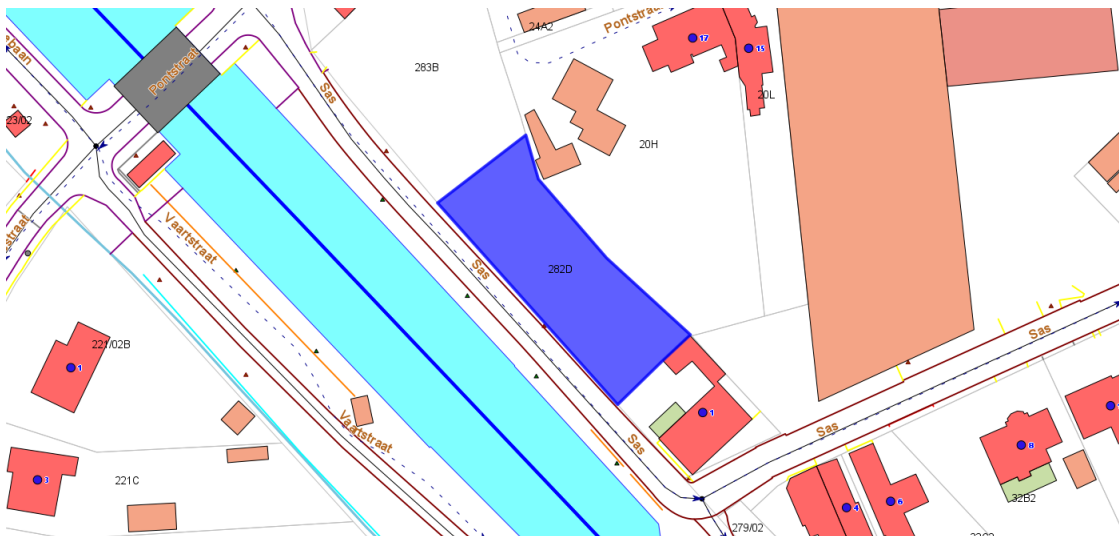 24A2
Pontstraat
17
15
283B
Pontstraat
Sas
20L
23/02
20H
Vaartstraat
Sas
282D
Sas
221/02B
1
1
Vaartstraat
Sas
Sas
8
3
221C
32B2
4
6
279/02